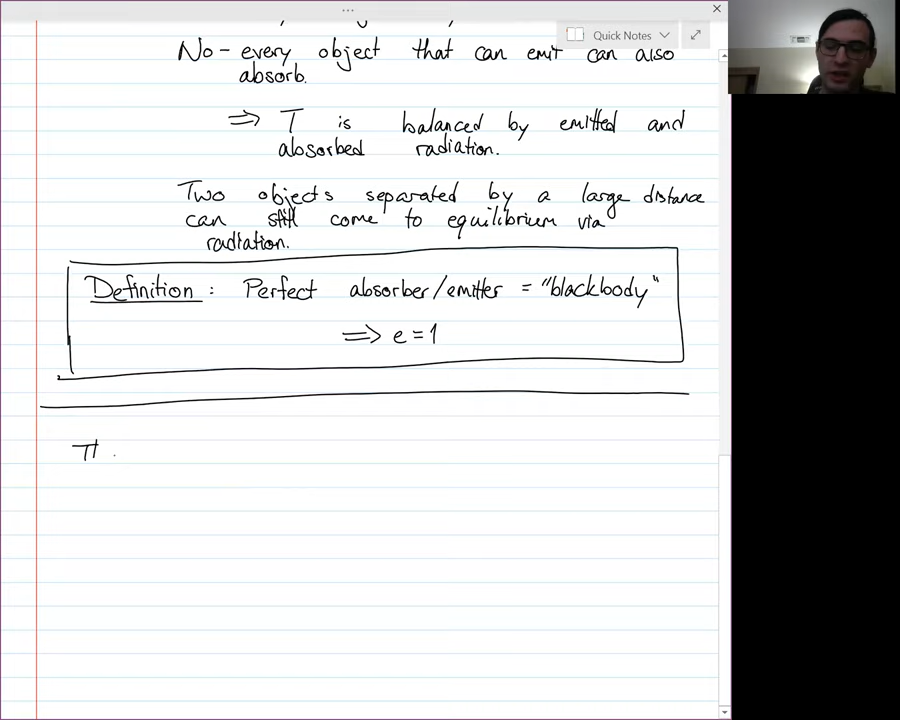 Quick Notes
No - every object that can emit can also
absorb.
⇒ T is balanced by emitted and
absorbed radiation.
Two objects separated by a large distance
can still come to equilibrium via
radiation.
Definition: Perfect absorber/emitter = "blackbody"
⇒ e = 1